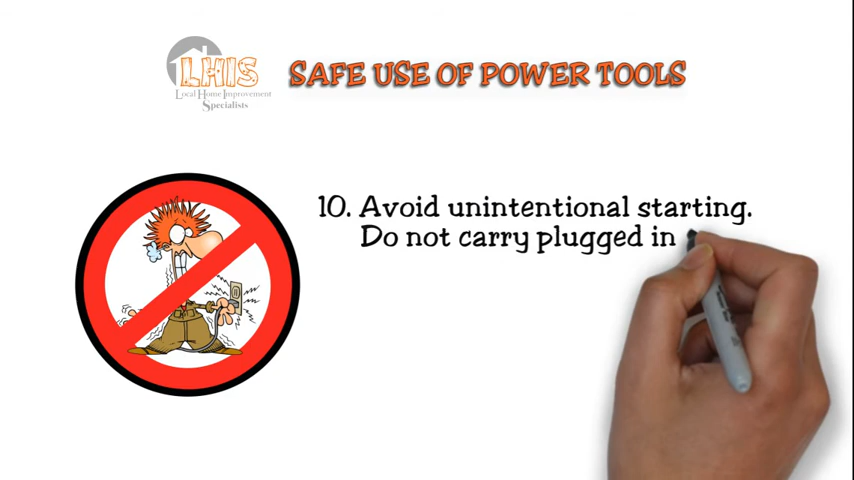 LHIS
Local Home Improvement
Specialists
SAFE USE OF POWER TOOLS
10. Avoid unintentional starting.
Do not carry plugged in